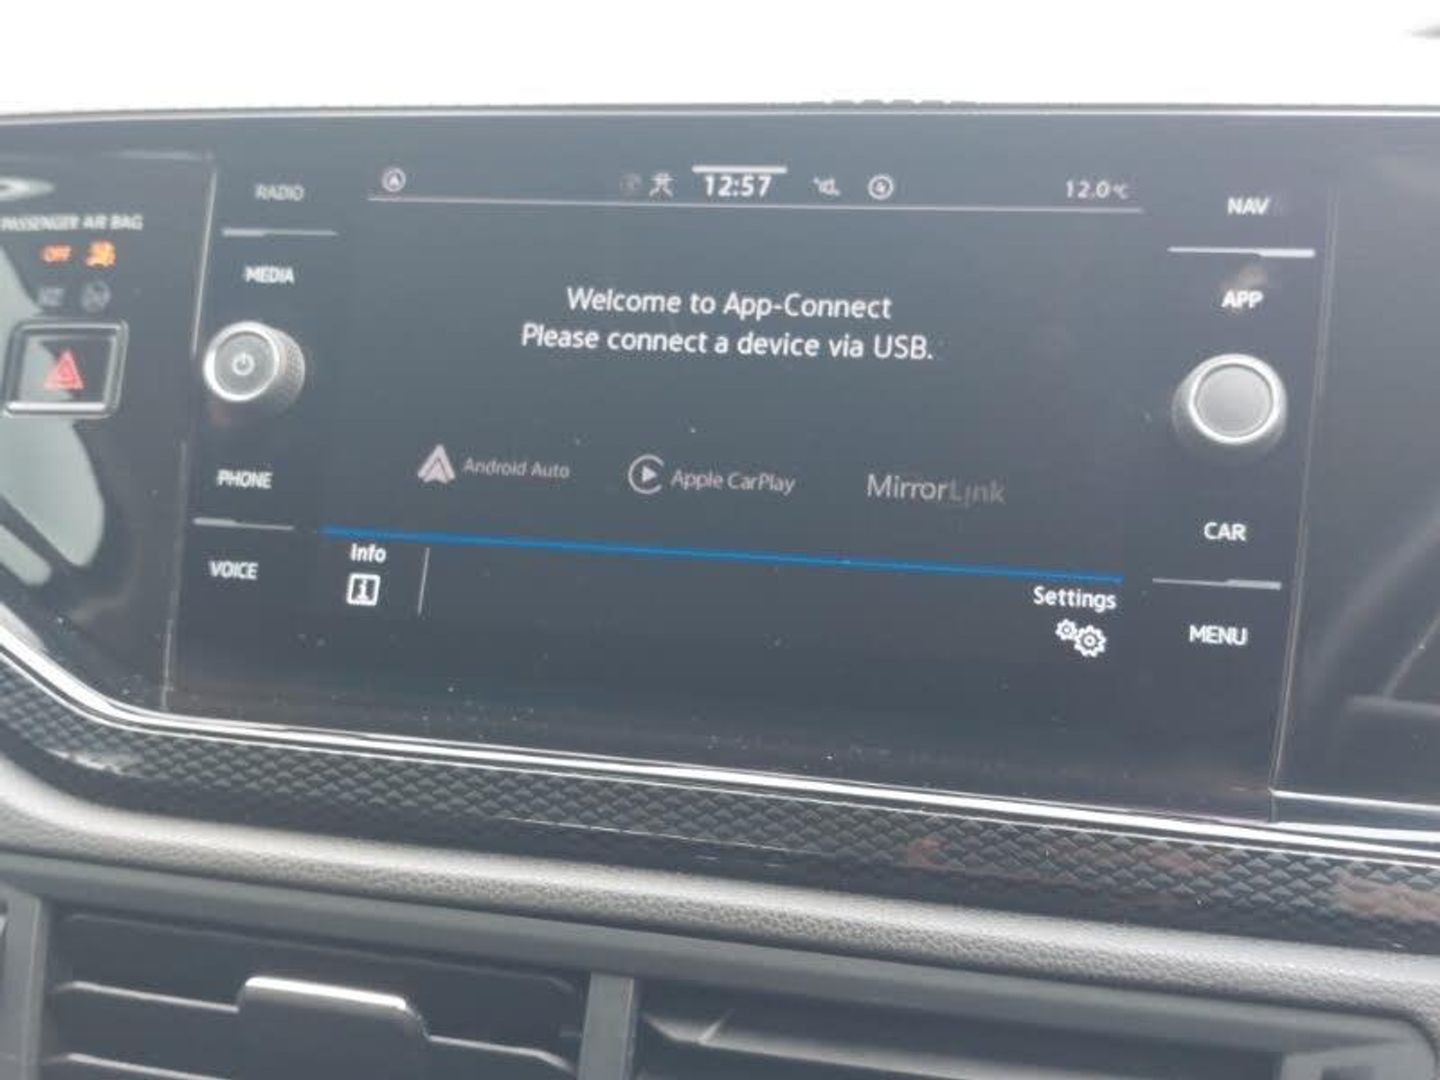 PASSENGER AIR BAG
OFF
RADIO
MEDIA
PHONE
VOICE
12:57
12.0°C
Welcome to App-Connect
Please connect a device via USB.
Android Auto
Apple CarPlay
MirrorLink
Info
Settings
NAV
APP
CAR
MENU